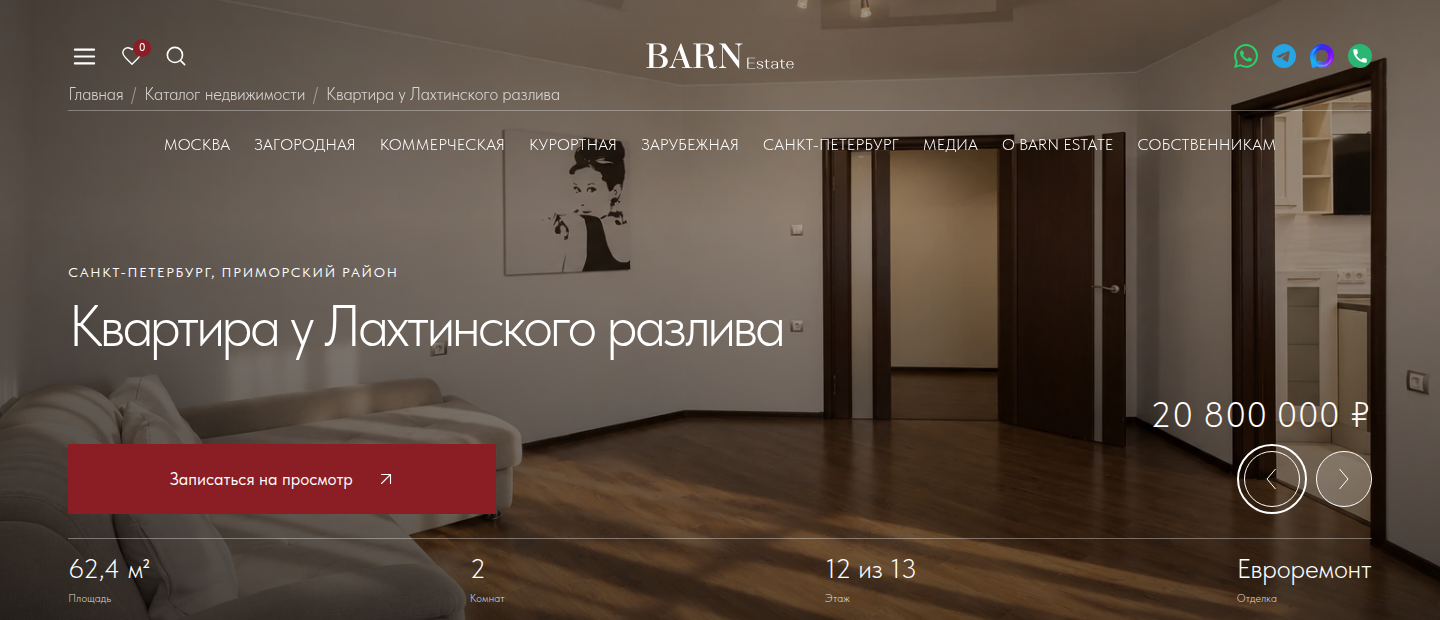 0
BARN Estate
Главная / Каталог недвижимости / Квартира у Лахтинского разлива
МОСКВА ЗАГОРОДНАЯ КОММЕРЧЕСКАЯ КУРОРТНАЯ ЗАРУБЕЖНАЯ САНКТ-ПЕТЕРБУРГ МЕДИА О BARN ESTATE СОБСТВЕННИКАМ
САНКТ-ПЕТЕРБУРГ, ПРИМОРСКИЙ РАЙОН
Квартира у Лахтинского разлива
20 800 000 ₽
Записаться на просмотр
62,4 м² 2 12 из 13 Евроремонт
Площадь Комнат Этаж Отделка